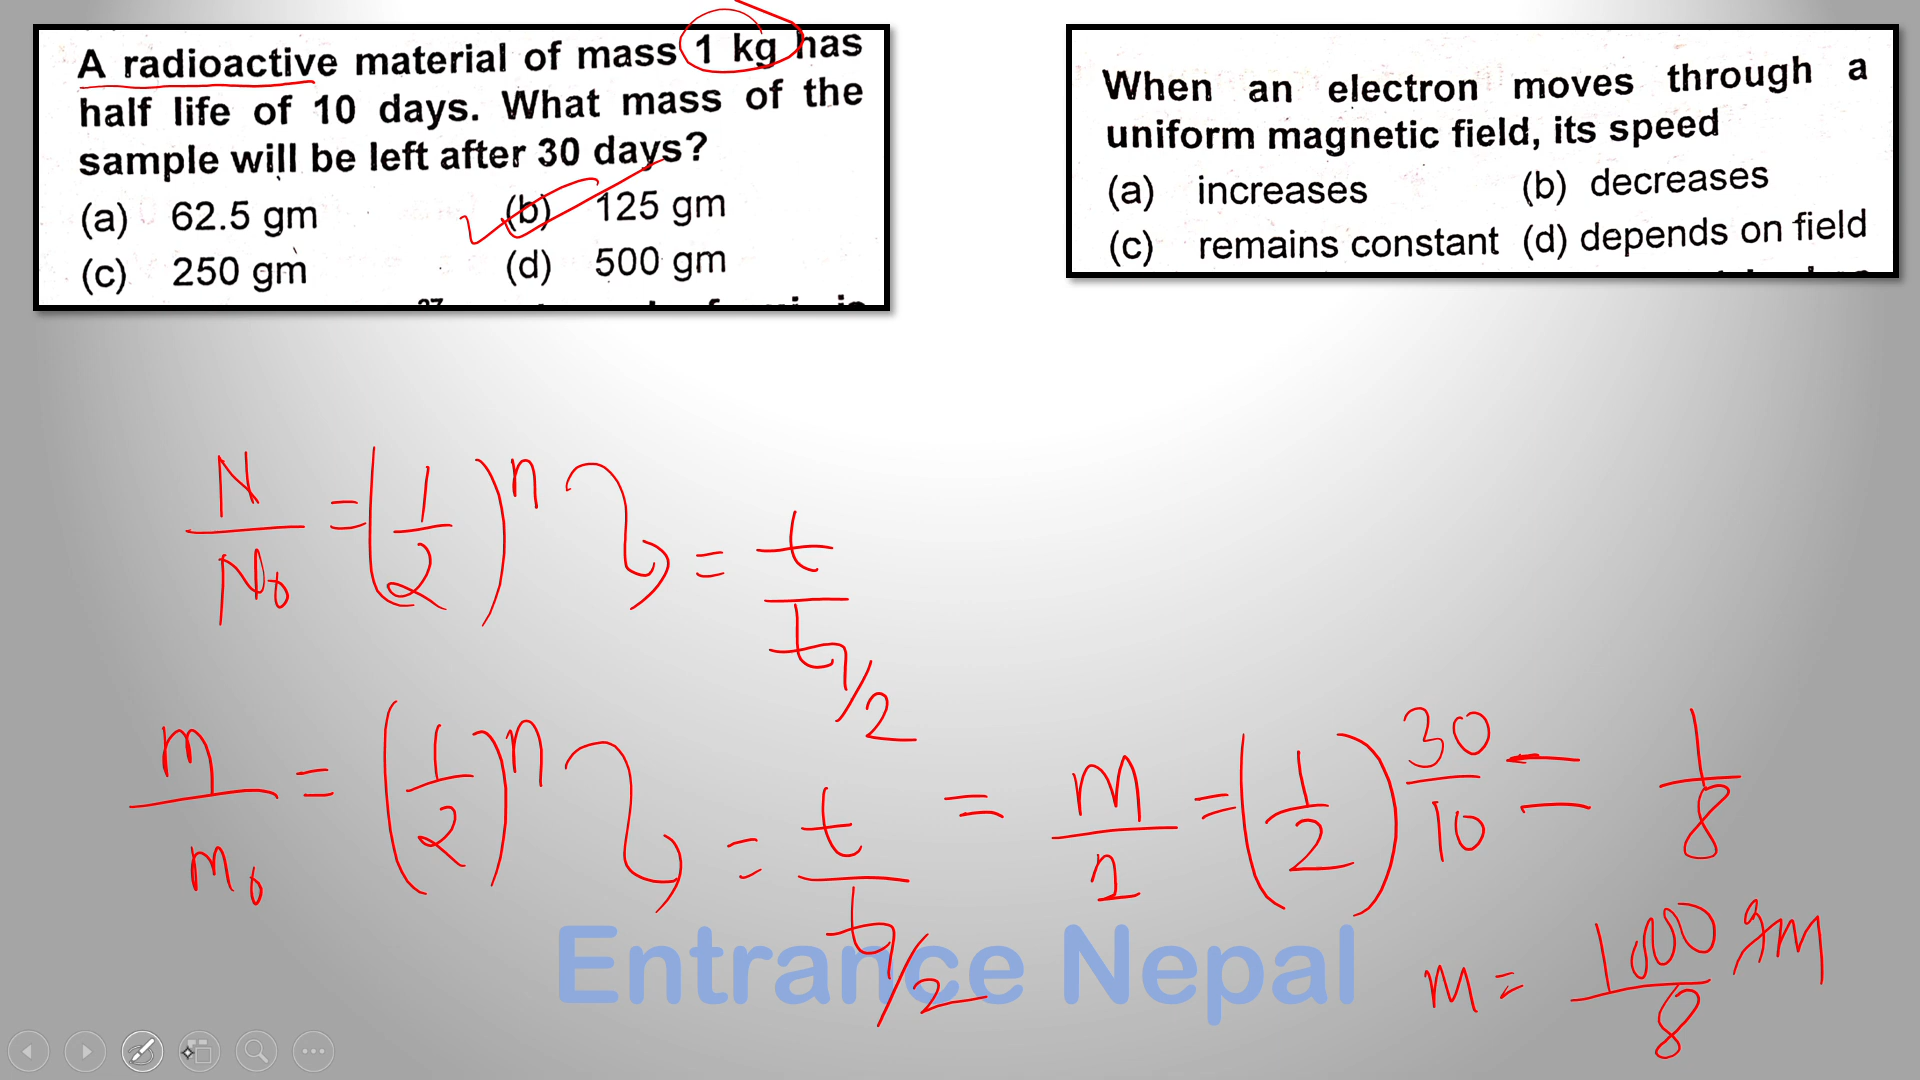 A radioactive material of mass 1 kg has
half life of 10 days. What mass of the
sample will be left after 30 days?
(a) 62.5 gm (b) 125 gm
(c) 250 gm (d) 500 gm
When an electron moves through a
uniform magnetic field, its speed
(a) increases (b) decreases
(c) remains constant (d) depends on field
N/N₀ = (1/2)ⁿ = t/t1/2
m/m₀ = (1/2)ⁿ = t/t1/2 = m/1 = (1/2)^30/10 = 1/8
m = 1000/8 gm
Entrance Nepal